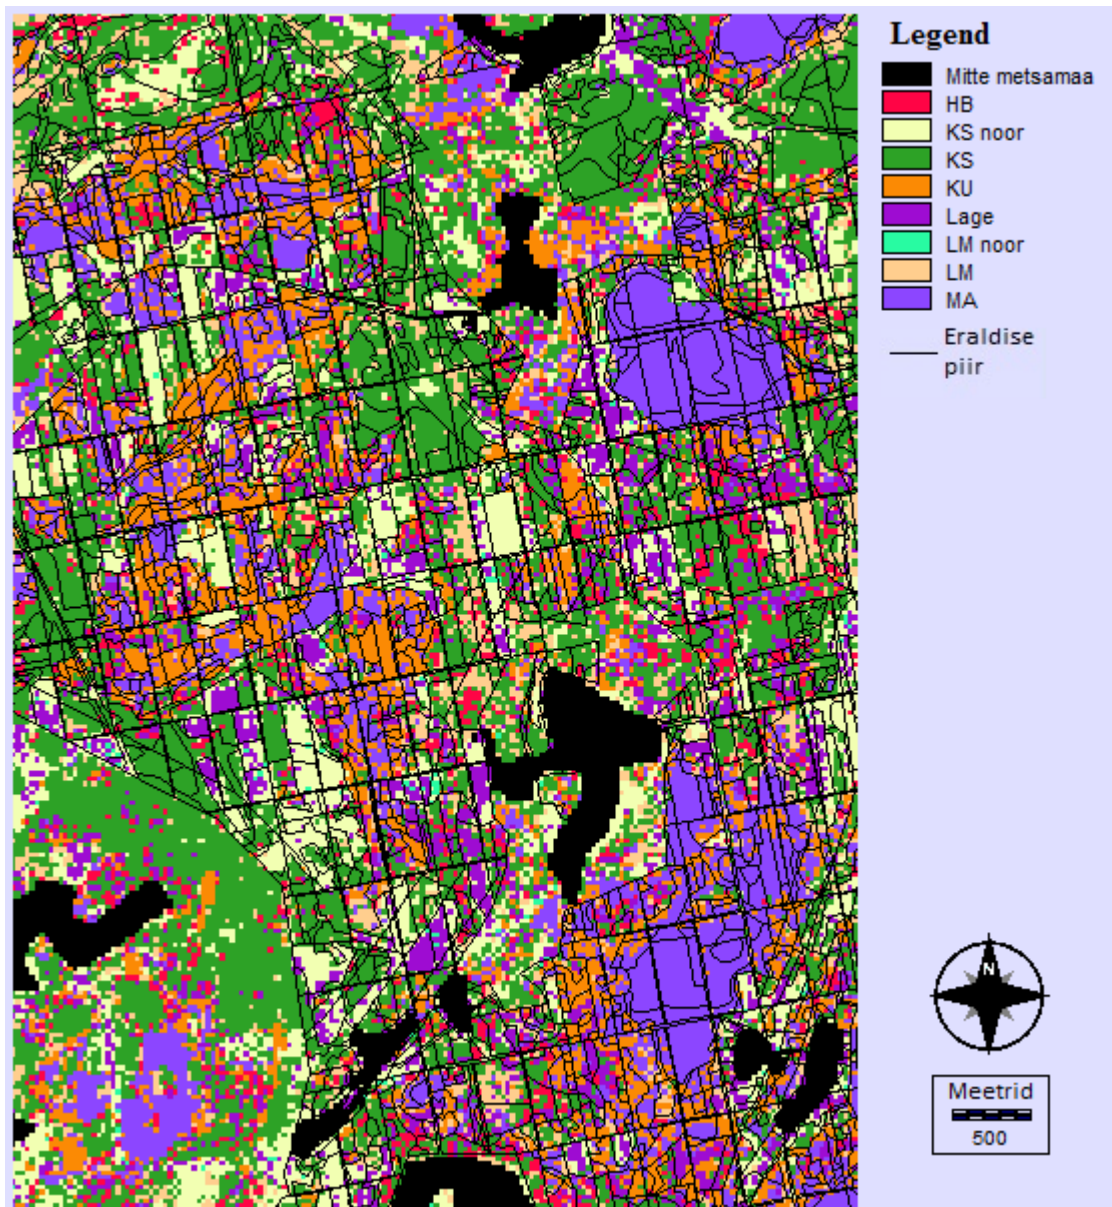 Legend
Mitte metsamaa
HB
KS noor
KS
KU
Lage
LM noor
LM
MA
Eraldise
piir
N
Meetrid
500